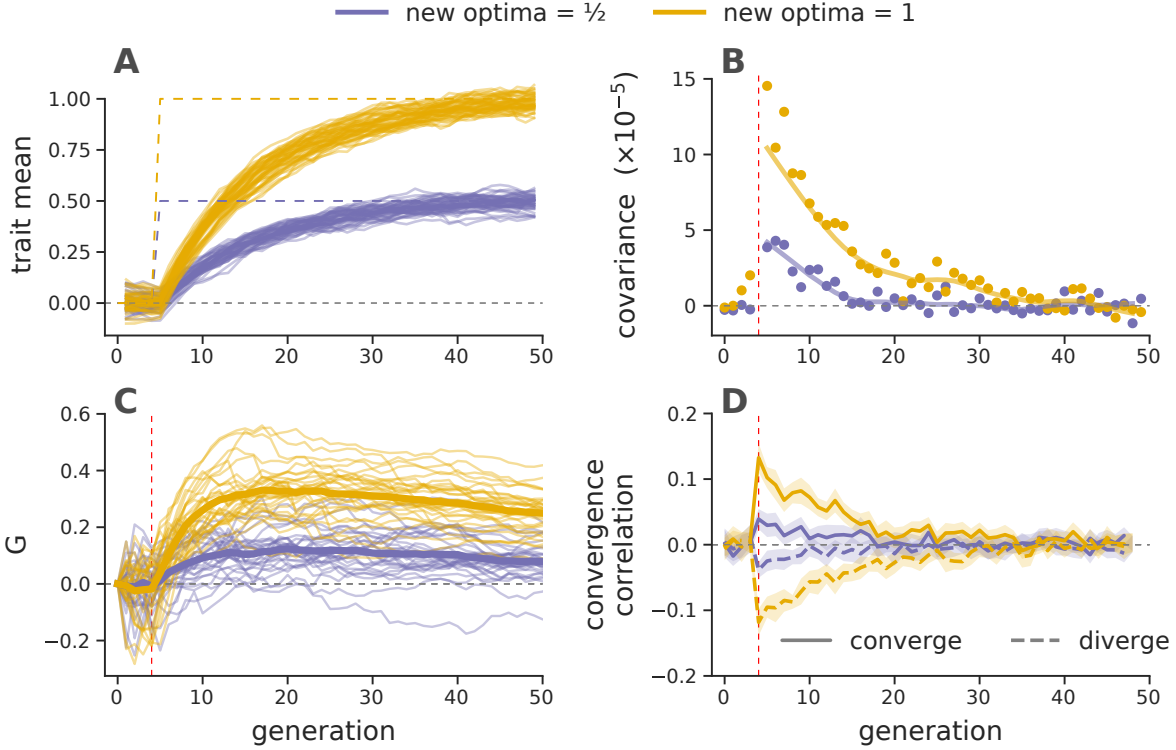 new optima = ½ new optima = 1
A
trait mean
1.00
0.75
0.50
0.25
0.00
0 10 20 30 40 50
B
covariance (×10⁻⁵)
15
10
5
0
0 10 20 30 40 50
C
G
0.6
0.4
0.2
0.0
−0.2
0 10 20 30 40 50
generation
D
convergence
correlation
0.2
0.1
0.0
−0.1
−0.2
converge diverge
0 10 20 30 40 50
generation